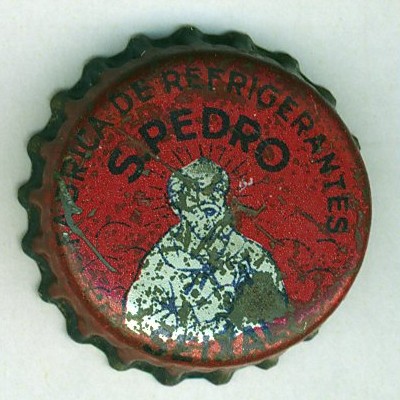 FABRICA DE REFRIGERANTES
S. PEDRO